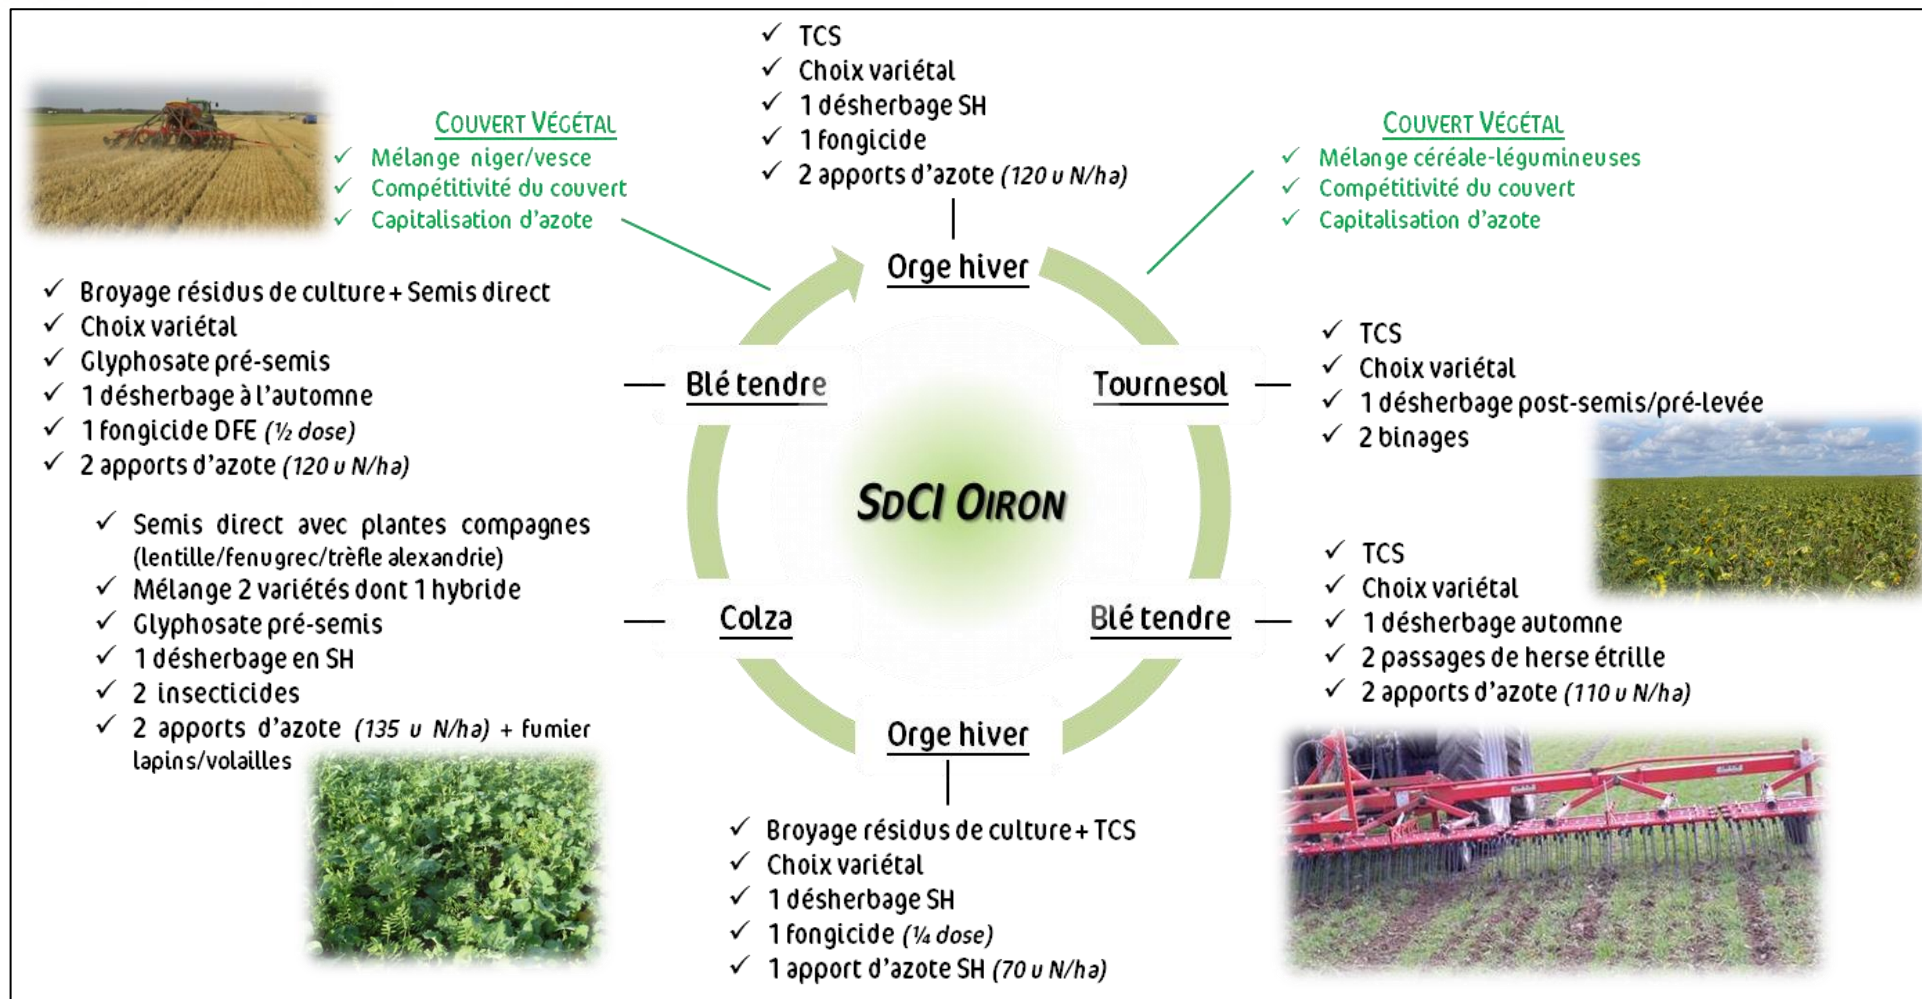 ✓ TCS
✓ Choix variétal
✓ 1 désherbage SH
✓ 1 fongicide
✓ 2 apports d'azote (120 u N/ha)
COUVERT VÉGÉTAL
✓ Mélange niger/vesce
✓ Compétitivité du couvert
✓ Capitalisation d'azote
COUVERT VÉGÉTAL
✓ Mélange céréale-légumineuses
✓ Compétitivité du couvert
✓ Capitalisation d'azote
Orge hiver
✓ Broyage résidus de culture + Semis direct
✓ Choix variétal
✓ Glyphosate pré-semis
✓ 1 désherbage à l'automne
✓ 1 fongicide DFE (½ dose)
✓ 2 apports d'azote (120 u N/ha)
Blé tendre
Tournesol
✓ TCS
✓ Choix variétal
✓ 1 désherbage post-semis/pré-levée
✓ 2 binages
SDCI OIRON
✓ Semis direct avec plantes compagnes
(lentille/fenugrec/trèfle alexandrie)
✓ Mélange 2 variétés dont 1 hybride
✓ Glyphosate pré-semis
✓ 1 désherbage en SH
✓ 2 insecticides
✓ 2 apports d'azote (135 u N/ha) + fumier
lapins/volailles
Colza
Blé tendre
✓ TCS
✓ Choix variétal
✓ 1 désherbage automne
✓ 2 passages de herse étrille
✓ 2 apports d'azote (110 u N/ha)
Orge hiver
✓ Broyage résidus de culture + TCS
✓ Choix variétal
✓ 1 désherbage SH
✓ 1 fongicide (¼ dose)
✓ 1 apport d'azote SH (70 u N/ha)